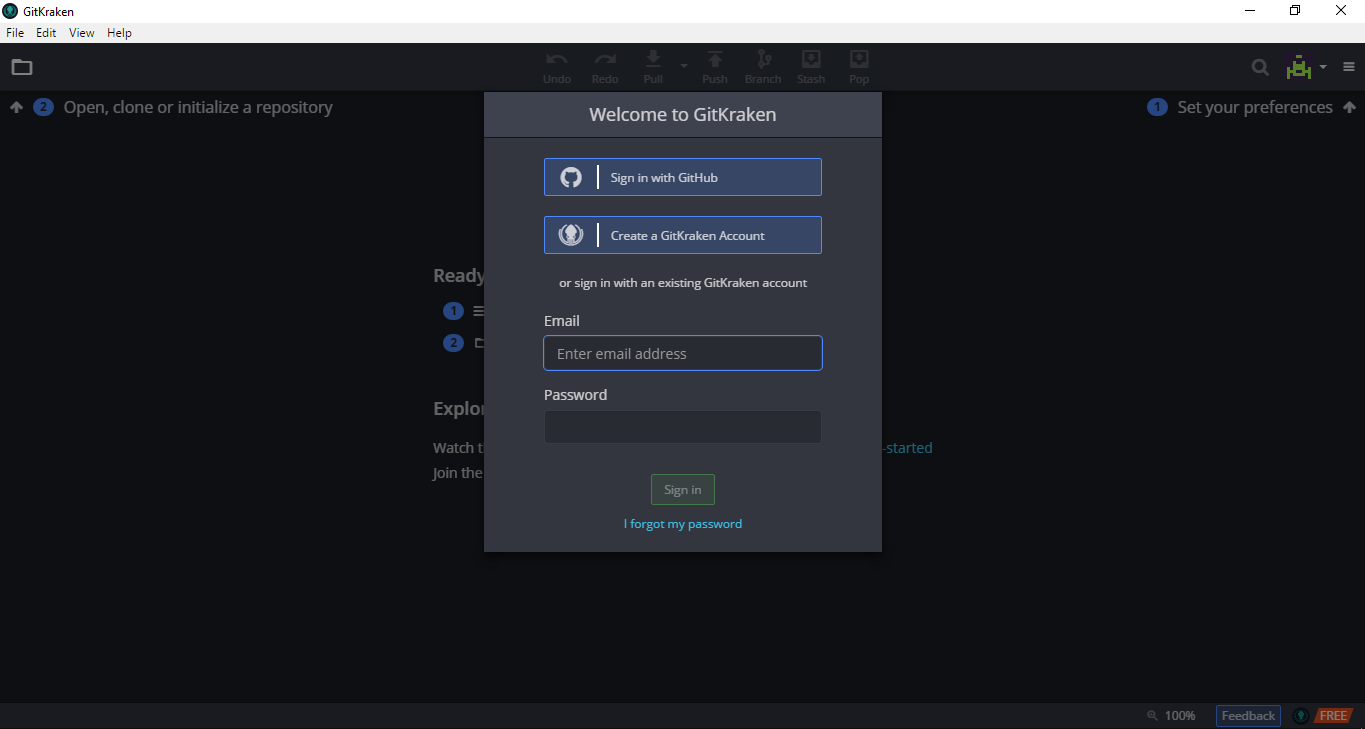 GitKraken
File Edit View Help
Undo Redo Pull Push Branch Stash Pop
2 Open, clone or initialize a repository
1 Set your preferences
Welcome to GitKraken
Sign in with GitHub
Create a GitKraken Account
or sign in with an existing GitKraken account
Ready
1
2
Email
Enter email address
Password
Explor
Watch t
-started
Join the
Sign in
I forgot my password
100% Feedback FREE